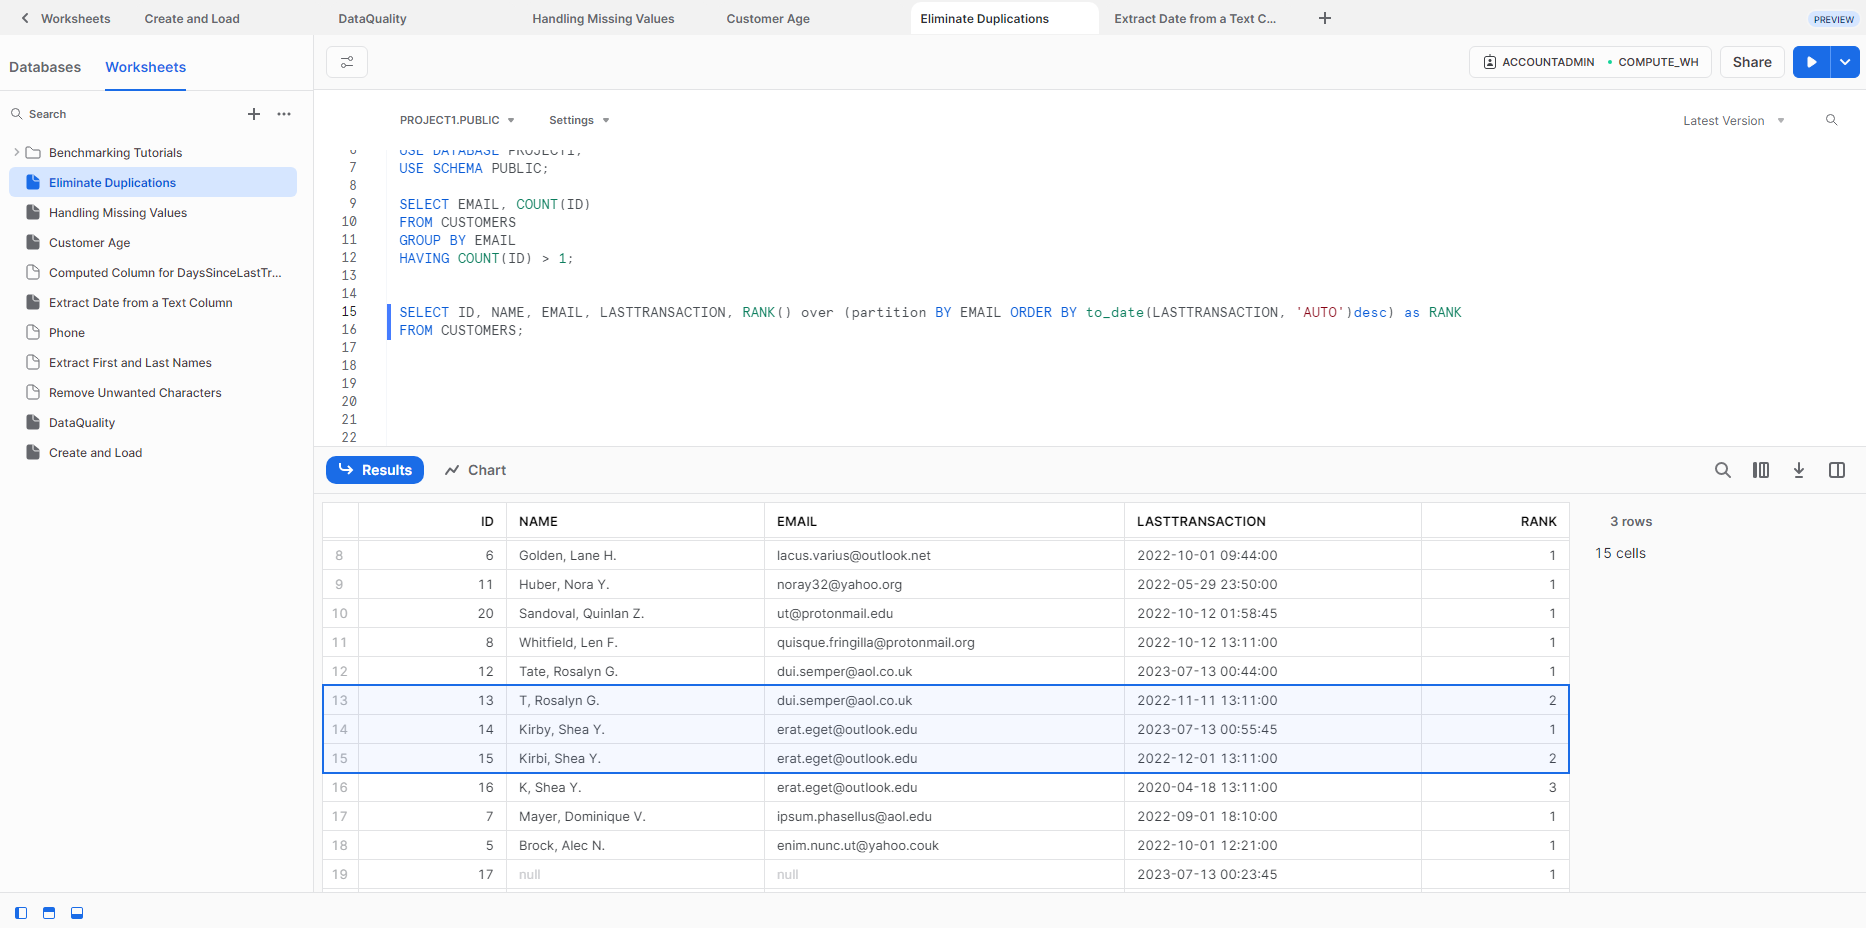 Worksheets
Create and Load
DataQuality
Handling Missing Values
Customer Age
Eliminate Duplications
Extract Date from a Text C...
PREVIEW
Databases
Worksheets
ACCOUNTADMIN
COMPUTE_WH
Share
Search
Benchmarking Tutorials
Eliminate Duplications
Handling Missing Values
Customer Age
Computed Column for DaysSinceLastTr...
Extract Date from a Text Column
Phone
Extract First and Last Names
Remove Unwanted Characters
DataQuality
Create and Load
PROJECT1.PUBLIC
Settings
Latest Version
6 USE DATABASE PROJECT1;
7 USE SCHEMA PUBLIC;
8
9 SELECT EMAIL, COUNT(ID)
10 FROM CUSTOMERS
11 GROUP BY EMAIL
12 HAVING COUNT(ID) > 1;
13
14
15 SELECT ID, NAME, EMAIL, LASTTRANSACTION, RANK() over (partition BY EMAIL ORDER BY to_date(LASTTRANSACTION, 'AUTO')desc) as RANK
16 FROM CUSTOMERS;
17
18
19
20
21
22
Results
Chart
ID NAME EMAIL LASTTRANSACTION RANK
8 6 Golden, Lane H. lacus.varius@outlook.net 2022-10-01 09:44:00 1
9 11 Huber, Nora Y. noray32@yahoo.org 2022-05-29 23:50:00 1
10 20 Sandoval, Quinlan Z. ut@protonmail.edu 2022-10-12 01:58:45 1
11 8 Whitfield, Len F. quisque.fringilla@protonmail.org 2022-10-12 13:11:00 1
12 12 Tate, Rosalyn G. dui.semper@aol.co.uk 2023-07-13 00:44:00 1
13 13 T, Rosalyn G. dui.semper@aol.co.uk 2022-11-11 13:11:00 2
14 14 Kirby, Shea Y. erat.eget@outlook.edu 2023-07-13 00:55:45 1
15 15 Kirbi, Shea Y. erat.eget@outlook.edu 2022-12-01 13:11:00 2
16 16 K, Shea Y. erat.eget@outlook.edu 2020-04-18 13:11:00 3
17 7 Mayer, Dominique V. ipsum.phasellus@aol.edu 2022-09-01 18:10:00 1
18 5 Brock, Alec N. enim.nunc.ut@yahoo.couk 2022-10-01 12:21:00 1
19 17 null null 2023-07-13 00:23:45 1
3 rows
15 cells